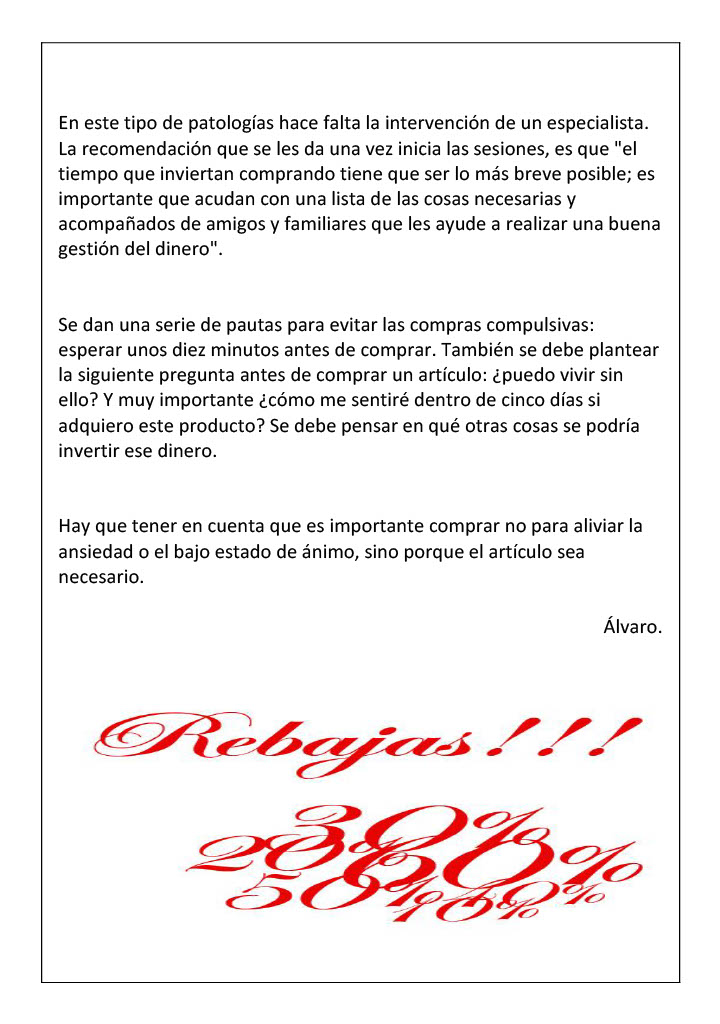 En este tipo de patologías hace falta la intervención de un especialista.
La recomendación que se les da una vez inicia las sesiones, es que "el
tiempo que inviertan comprando tiene que ser lo más breve posible; es
importante que acudan con una lista de las cosas necesarias y
acompañados de amigos y familiares que les ayude a realizar una buena
gestión del dinero".
Se dan una serie de pautas para evitar las compras compulsivas:
esperar unos diez minutos antes de comprar. También se debe plantear
la siguiente pregunta antes de comprar un artículo: ¿puedo vivir sin
ello? Y muy importante ¿cómo me sentiré dentro de cinco días si
adquiero este producto? Se debe pensar en qué otras cosas se podría
invertir ese dinero.
Hay que tener en cuenta que es importante comprar no para aliviar la
ansiedad o el bajo estado de ánimo, sino porque el artículo sea
necesario.
Álvaro.
Rebajas!!!
30%
20% 60%
50%
10%